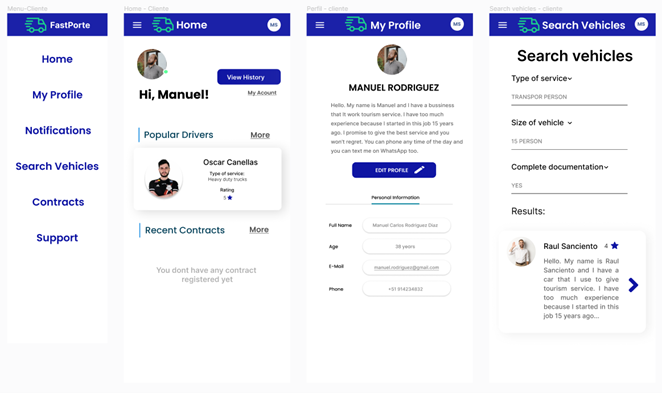 Menu-Cliente
FastPorte
Home
My Profile
Notifications
Search Vehicles
Contracts
Support
Home - Cliente
Home
MS
View History
Hi, Manuel!
My Acount
Popular Drivers
More
Oscar Canellas
Type of service:
Heavy duty trucks
Rating
5
Recent Contracts
More
You dont have any contract
registered yet
Perfil - cliente
My Profile
MS
MANUEL RODRIGUEZ
Hello. My name is Manuel and I have a bussiness
that it work tourism service. I have too much
experience because I started in this job 15 years
ago. I promise to give the best service and you
won't regret. You can phone any time of the day and
you can text me on WhatsApp too.
EDIT PROFILE
Personal Information
Full Name
Manuel Carlos Rodriguez Diaz
Age
38 years
E-Mail
manuel.rodriguez@gmail.com
Phone
+51 914234833
Search vehicles - cliente
Search Vehicles
MS
Search vehicles
Type of service
TRANSPOR PERSON
Size of vehicle
15 PERSON
Complete documentation
YES
Results:
Raul Sanciento
4
Hello. My name is Raul
Sanciento and I have a
car that I use to give
tourism service. I have
too much experience
because I started in this
job 15 years ago...